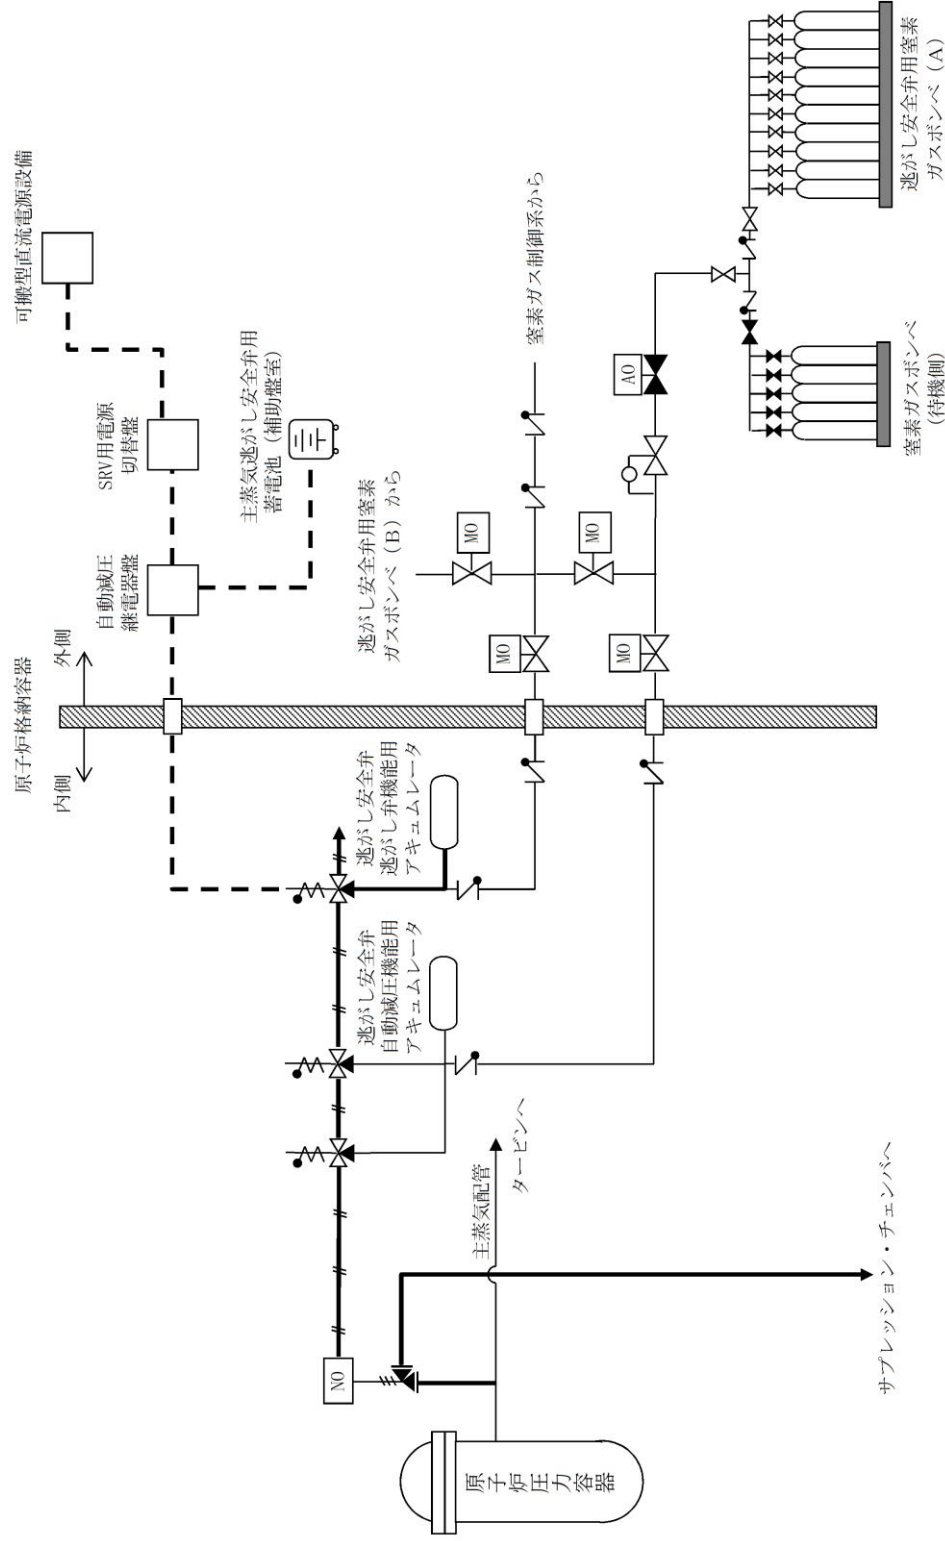 原子炉圧力容器
NO
主蒸気配管
タービンへ
サプレッション・チェンバへ
逃がし安全弁
自動減圧機能用
アキュムレータ
逃がし安全弁
逃がし弁機能用
アキュムレータ
原子炉格納容器
内側
外側
自動減圧
継電器盤
SRV用電源
切替盤
可搬型直流電源設備
主蒸気逃がし安全弁用
蓄電池（補助盤室）
逃がし安全弁用窒素
ガスボンベ（B）から
MO
MO
MO
MO
窒素ガス制御系から
AO
窒素ガスボンベ
（待機側）
逃がし安全弁用窒素
ガスボンベ（A）